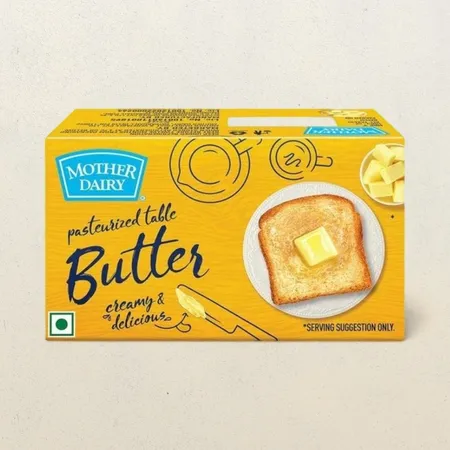 MOTHER
DAIRY
pasteurized table
Butter
creamy &
delicious
*SERVING SUGGESTION ONLY.